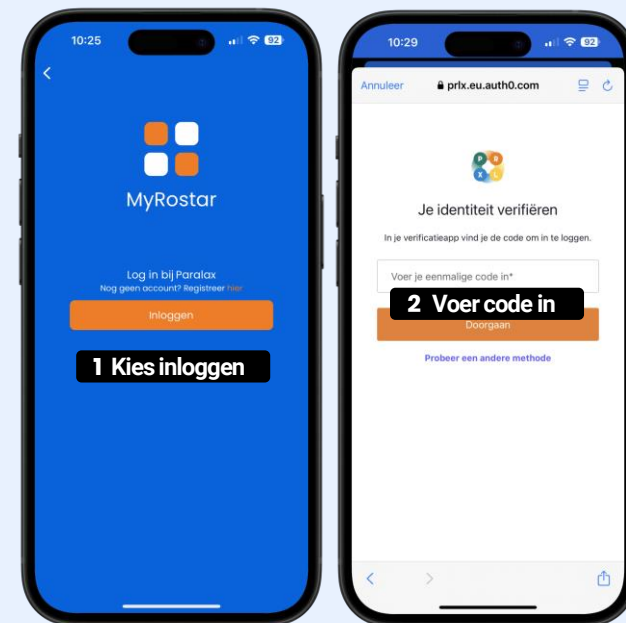 10:25
92
MyRostar
Log in bij Paralax
Nog geen account? Registreer hier
Inloggen
1 Kies inloggen
10:29
92
Annuleer
prlx.eu.auth0.com
P R
X L
Je identiteit verifiëren
In je verificatieapp vind je de code om in te loggen.
Voer je eenmalige code in*
2 Voer code in
Doorgaan
Probeer een andere methode